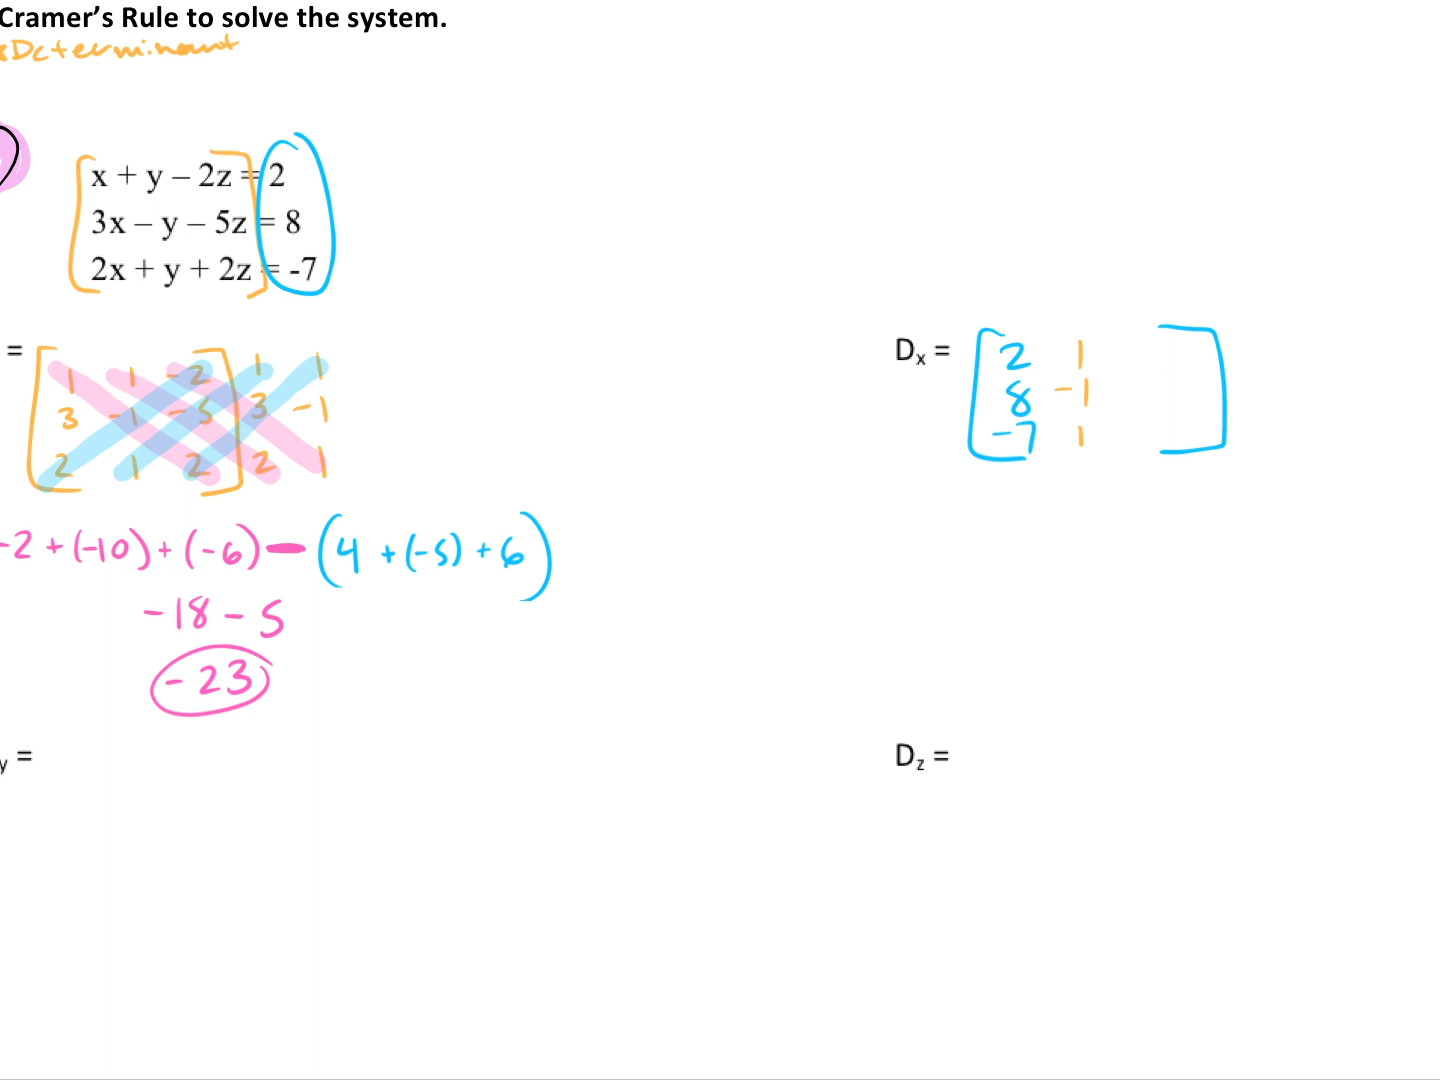 Cramer's Rule to solve the system.
Determinant
x + y – 2z = 2
3x – y – 5z = 8
2x + y + 2z = -7
= 1 1 -2 1 1
3 -1 -5 3 -1
2 1 2 2 1
-2 + (-10) + (-6) - (4 + (-5) + 6)
-18 - 5
-23
Dx = 2 1
8 -1
-7 1
y =
Dz =